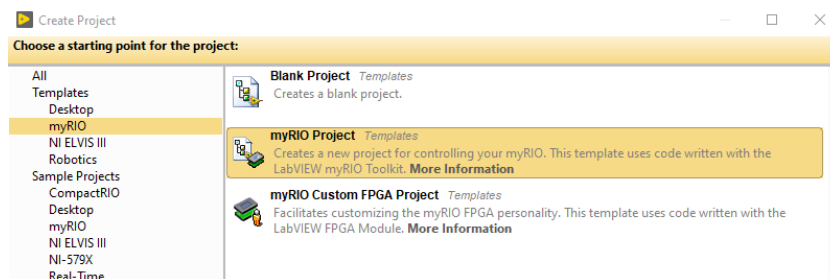 Create Project
Choose a starting point for the project:
All
Templates
Desktop
myRIO
NI ELVIS III
Robotics
Sample Projects
CompactRIO
Desktop
myRIO
NI ELVIS III
NI-579X
Real-Time
Blank Project Templates
Creates a blank project.
myRIO Project Templates
Creates a new project for controlling your myRIO. This template uses code written with the
LabVIEW myRIO Toolkit. More Information
myRIO Custom FPGA Project Templates
Facilitates customizing the myRIO FPGA personality. This template uses code written with the
LabVIEW FPGA Module. More Information